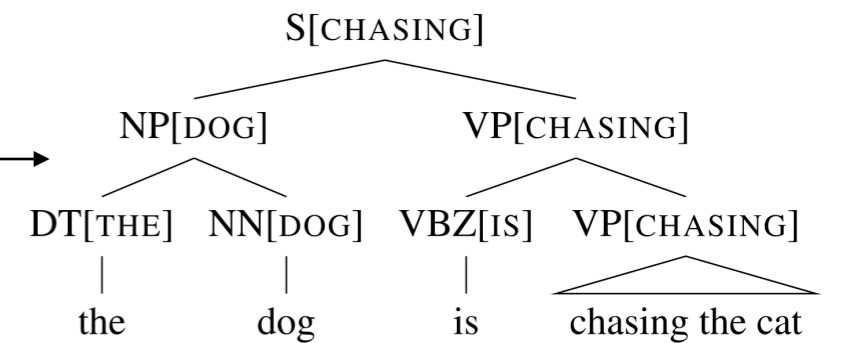 S[CHASING]
NP[DOG] VP[CHASING]
DT[THE] NN[DOG] VBZ[IS] VP[CHASING]
the dog is chasing the cat